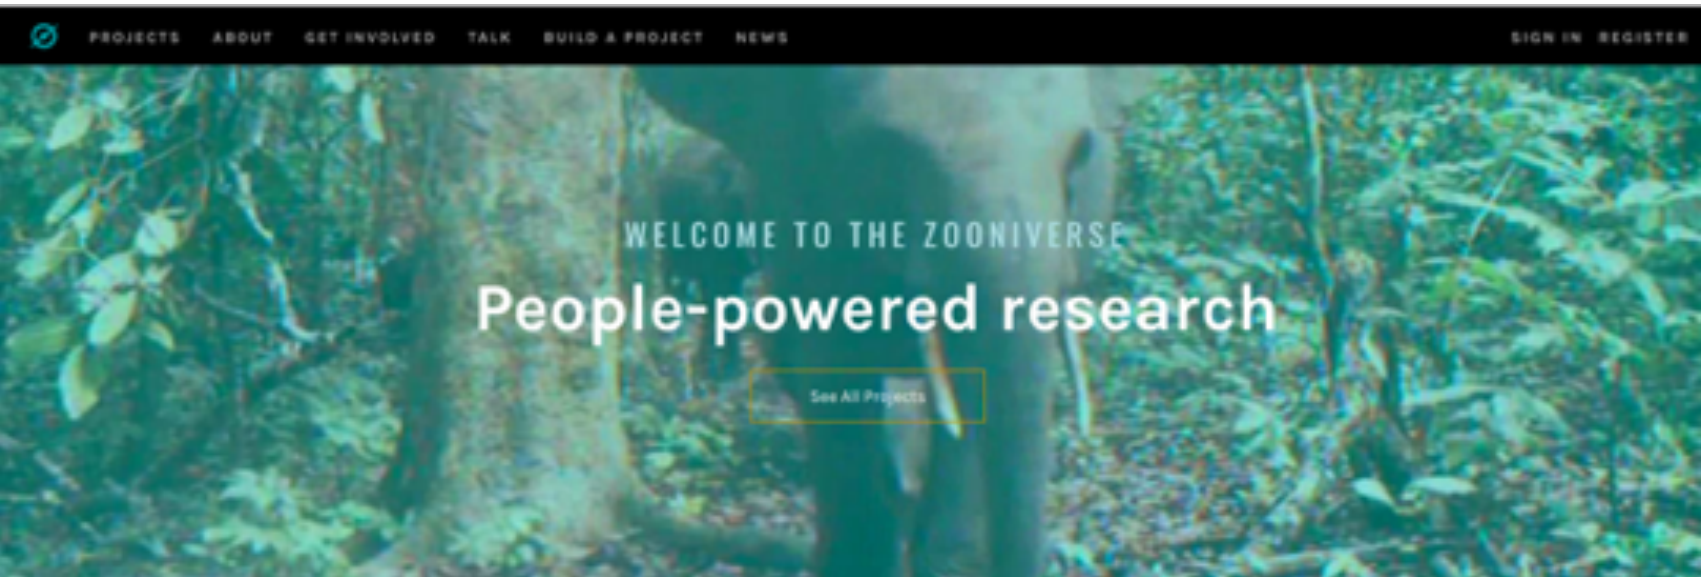 PROJECTS ABOUT GET INVOLVED TALK BUILD A PROJECT NEWS SIGN IN REGISTER
WELCOME TO THE ZOONIVERSE
People-powered research
See All Projects